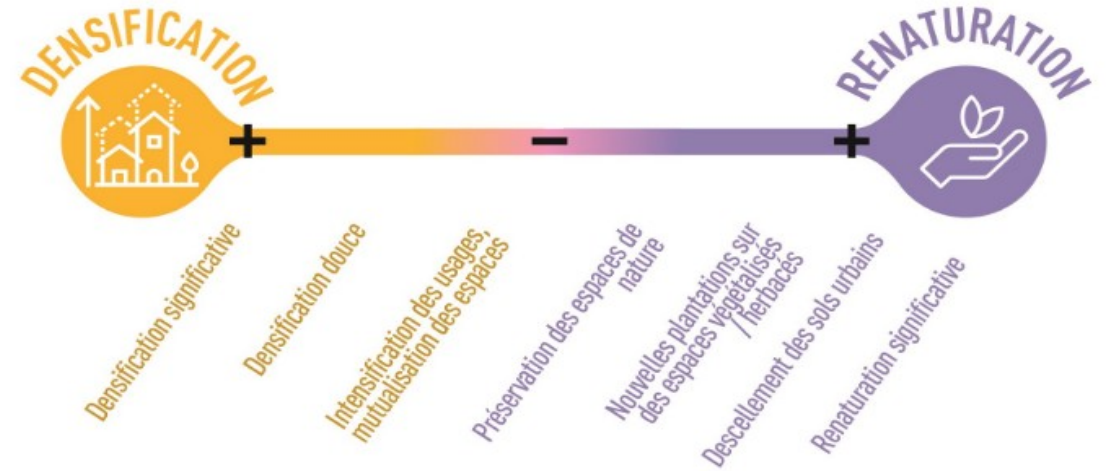 DENSIFICATION
RENATURATION
+
−
+
Densification significative
Densification douce
Intensification des usages,
mutualisation des espaces
Préservation des espaces de
nature
Nouvelles plantations sur
des espaces végétalisés
/herbacés
Descellement des sols urbains
Renaturation significative